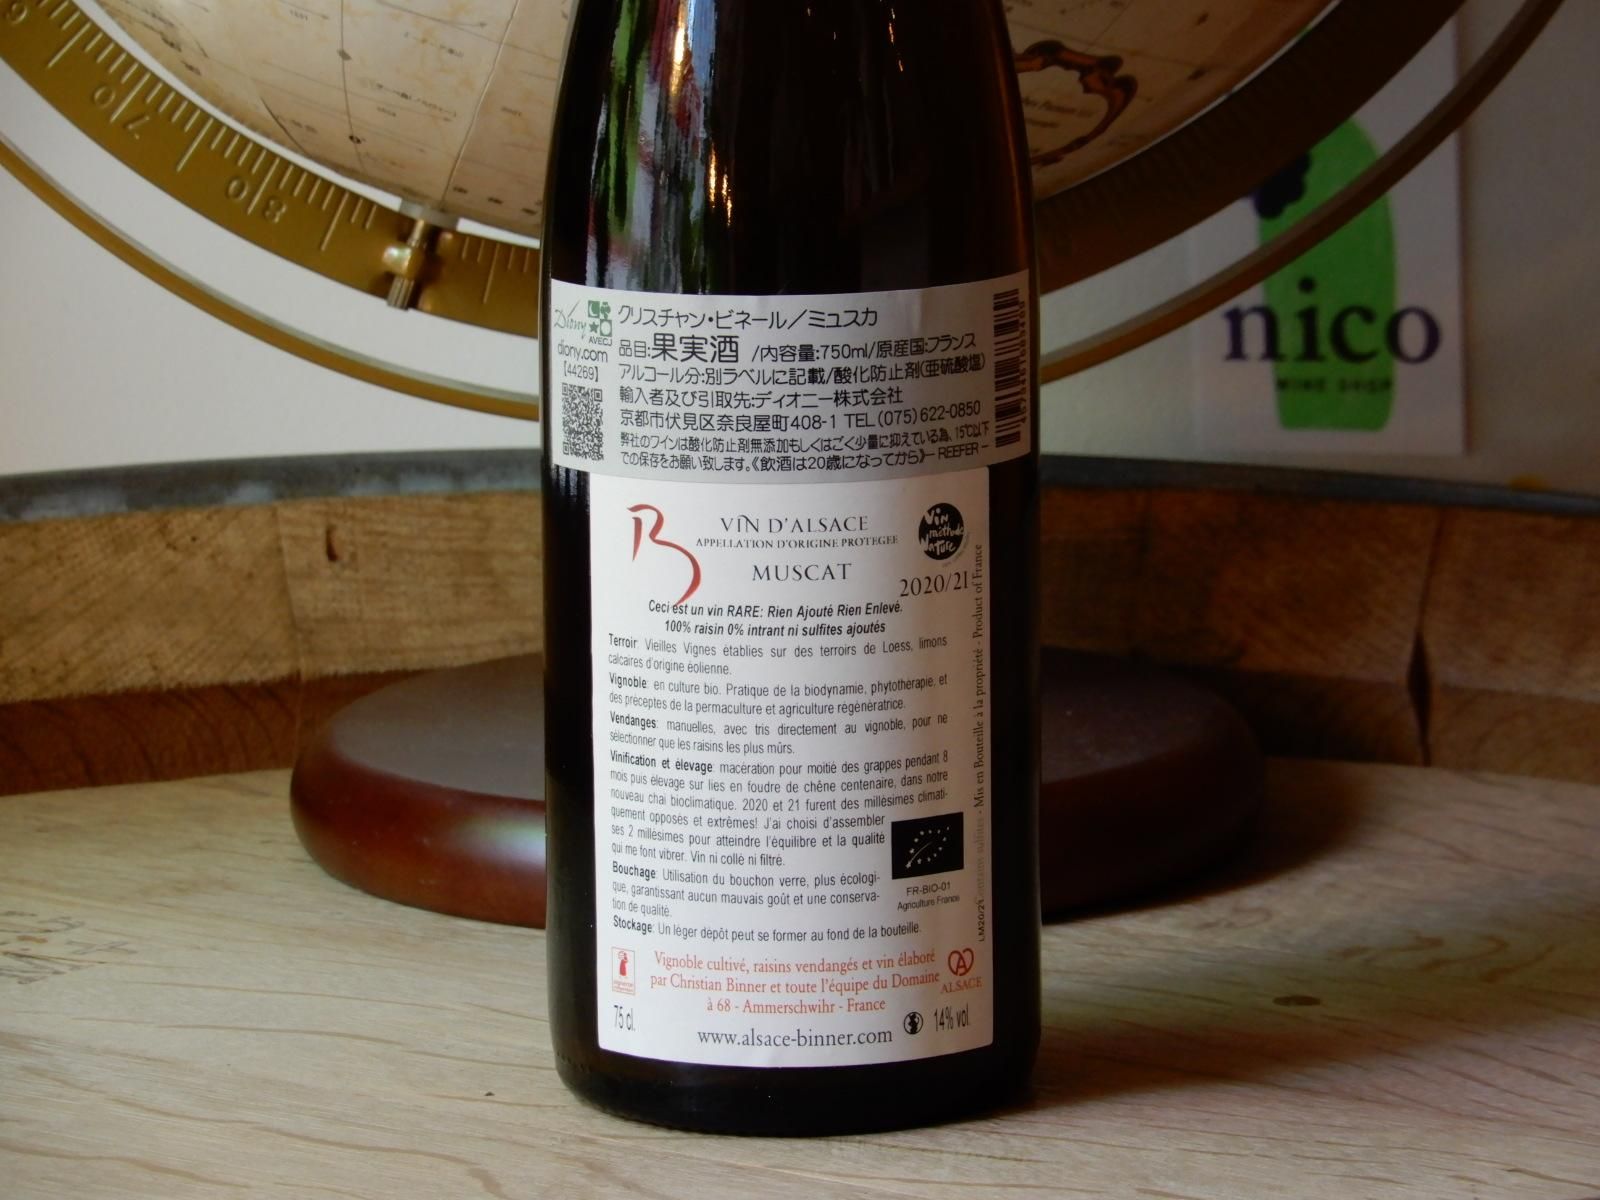 Diony
AVECJ
diony.com
【44269】
クリスチャン・ビネール／ミュスカ
品目:果実酒 /内容量:750ml/原産国:フランス
アルコール分:別ラベルに記載/酸化防止剤(亜硫酸塩)
輸入者及び引取先:ディオニー株式会社
京都市伏見区奈良屋町408-1 TEL(075)622-0850
弊社のワインは酸化防止剤無添加もしくはごく少量に抑えている為、15℃以下
での保存をお願い致します。《飲酒は20歳になってから》- REEFER -
B
VIN D'ALSACE
APPELLATION D'ORIGINE PROTEGEE
MUSCAT
2020/21
Vin
méthode
Nature
Ceci est un vin RARE: Rien Ajouté Rien Enlevé.
100% raisin 0% intrant ni sulfites ajoutés
Terroir: Vieilles Vignes établies sur des terroirs de Loess, limons
calcaires d'origine éolienne.
Vignoble: en culture bio. Pratique de la biodynamie, phytothérapie, et
des préceptes de la permaculture et agriculture régénératrice.
Vendanges: manuelles, avec tris directement au vignoble, pour ne
sélectionner que les raisins les plus mûrs.
Vinification et élevage: macération pour moitié des grappes pendant 8
mois puis élevage sur lies en foudre de chêne centenaire, dans notre
nouveau chai bioclimatique. 2020 et 21 furent des millésimes climati-
quement opposés et extrêmes! J'ai choisi d'assembler
ses 2 millésimes pour atteindre l'équilibre et la qualité
qui me font vibrer. Vin ni collé ni filtré.
Bouchage: Utilisation du bouchon verre, plus écologi-
que, garantissant aucun mauvais goût et une conserva-
tion de qualité.
Stockage: Un léger dépôt peut se former au fond de la bouteille.
FR-BIO-01
Agriculture France
LM20/21 Contains sulfites - Mis en Bouteille à la propriété - Product of France
Vignoble cultivé, raisins vendangés et vin élaboré
par Christian Binner et toute l'équipe du Domaine
à 68 - Ammerschwihr - France
ALSACE
75 cl.
www.alsace-binner.com
14% vol.
nico
WINE SHOP